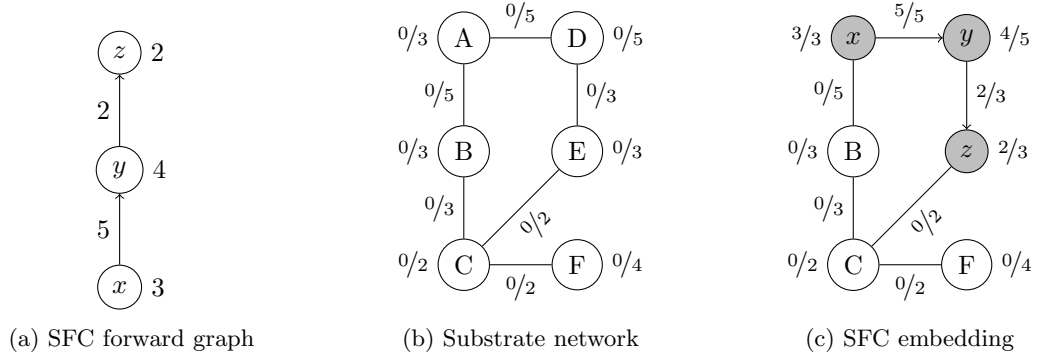 z 2
2
y 4
5
x 3
(a) SFC forward graph
0/5
0/3 A D 0/5
0/5 0/3
0/3 B E 0/3
0/3 0/2
0/2 C F 0/4
0/2
(b) Substrate network
5/5
3/3 x y 4/5
0/5 2/3
0/3 B z 2/3
0/3 0/2
0/2 C F 0/4
0/2
(c) SFC embedding